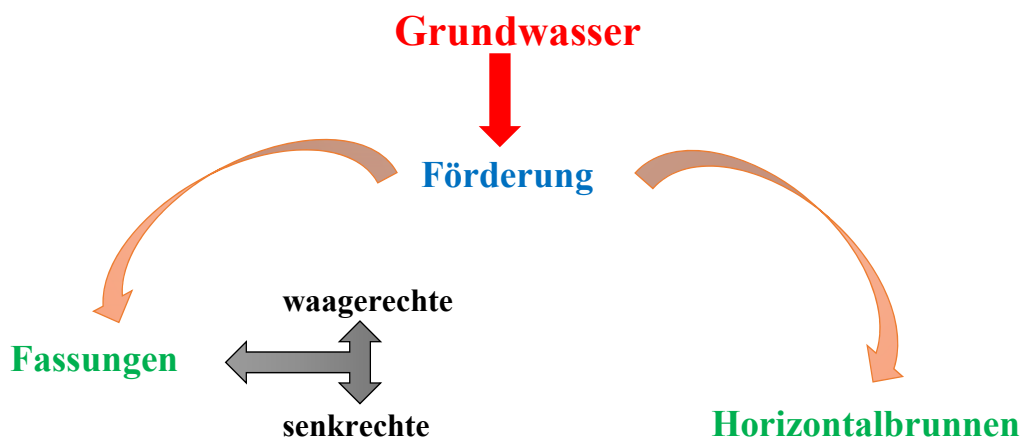 Grundwasser
Förderung
waagerechte
Fassungen
senkrechte
Horizontalbrunnen